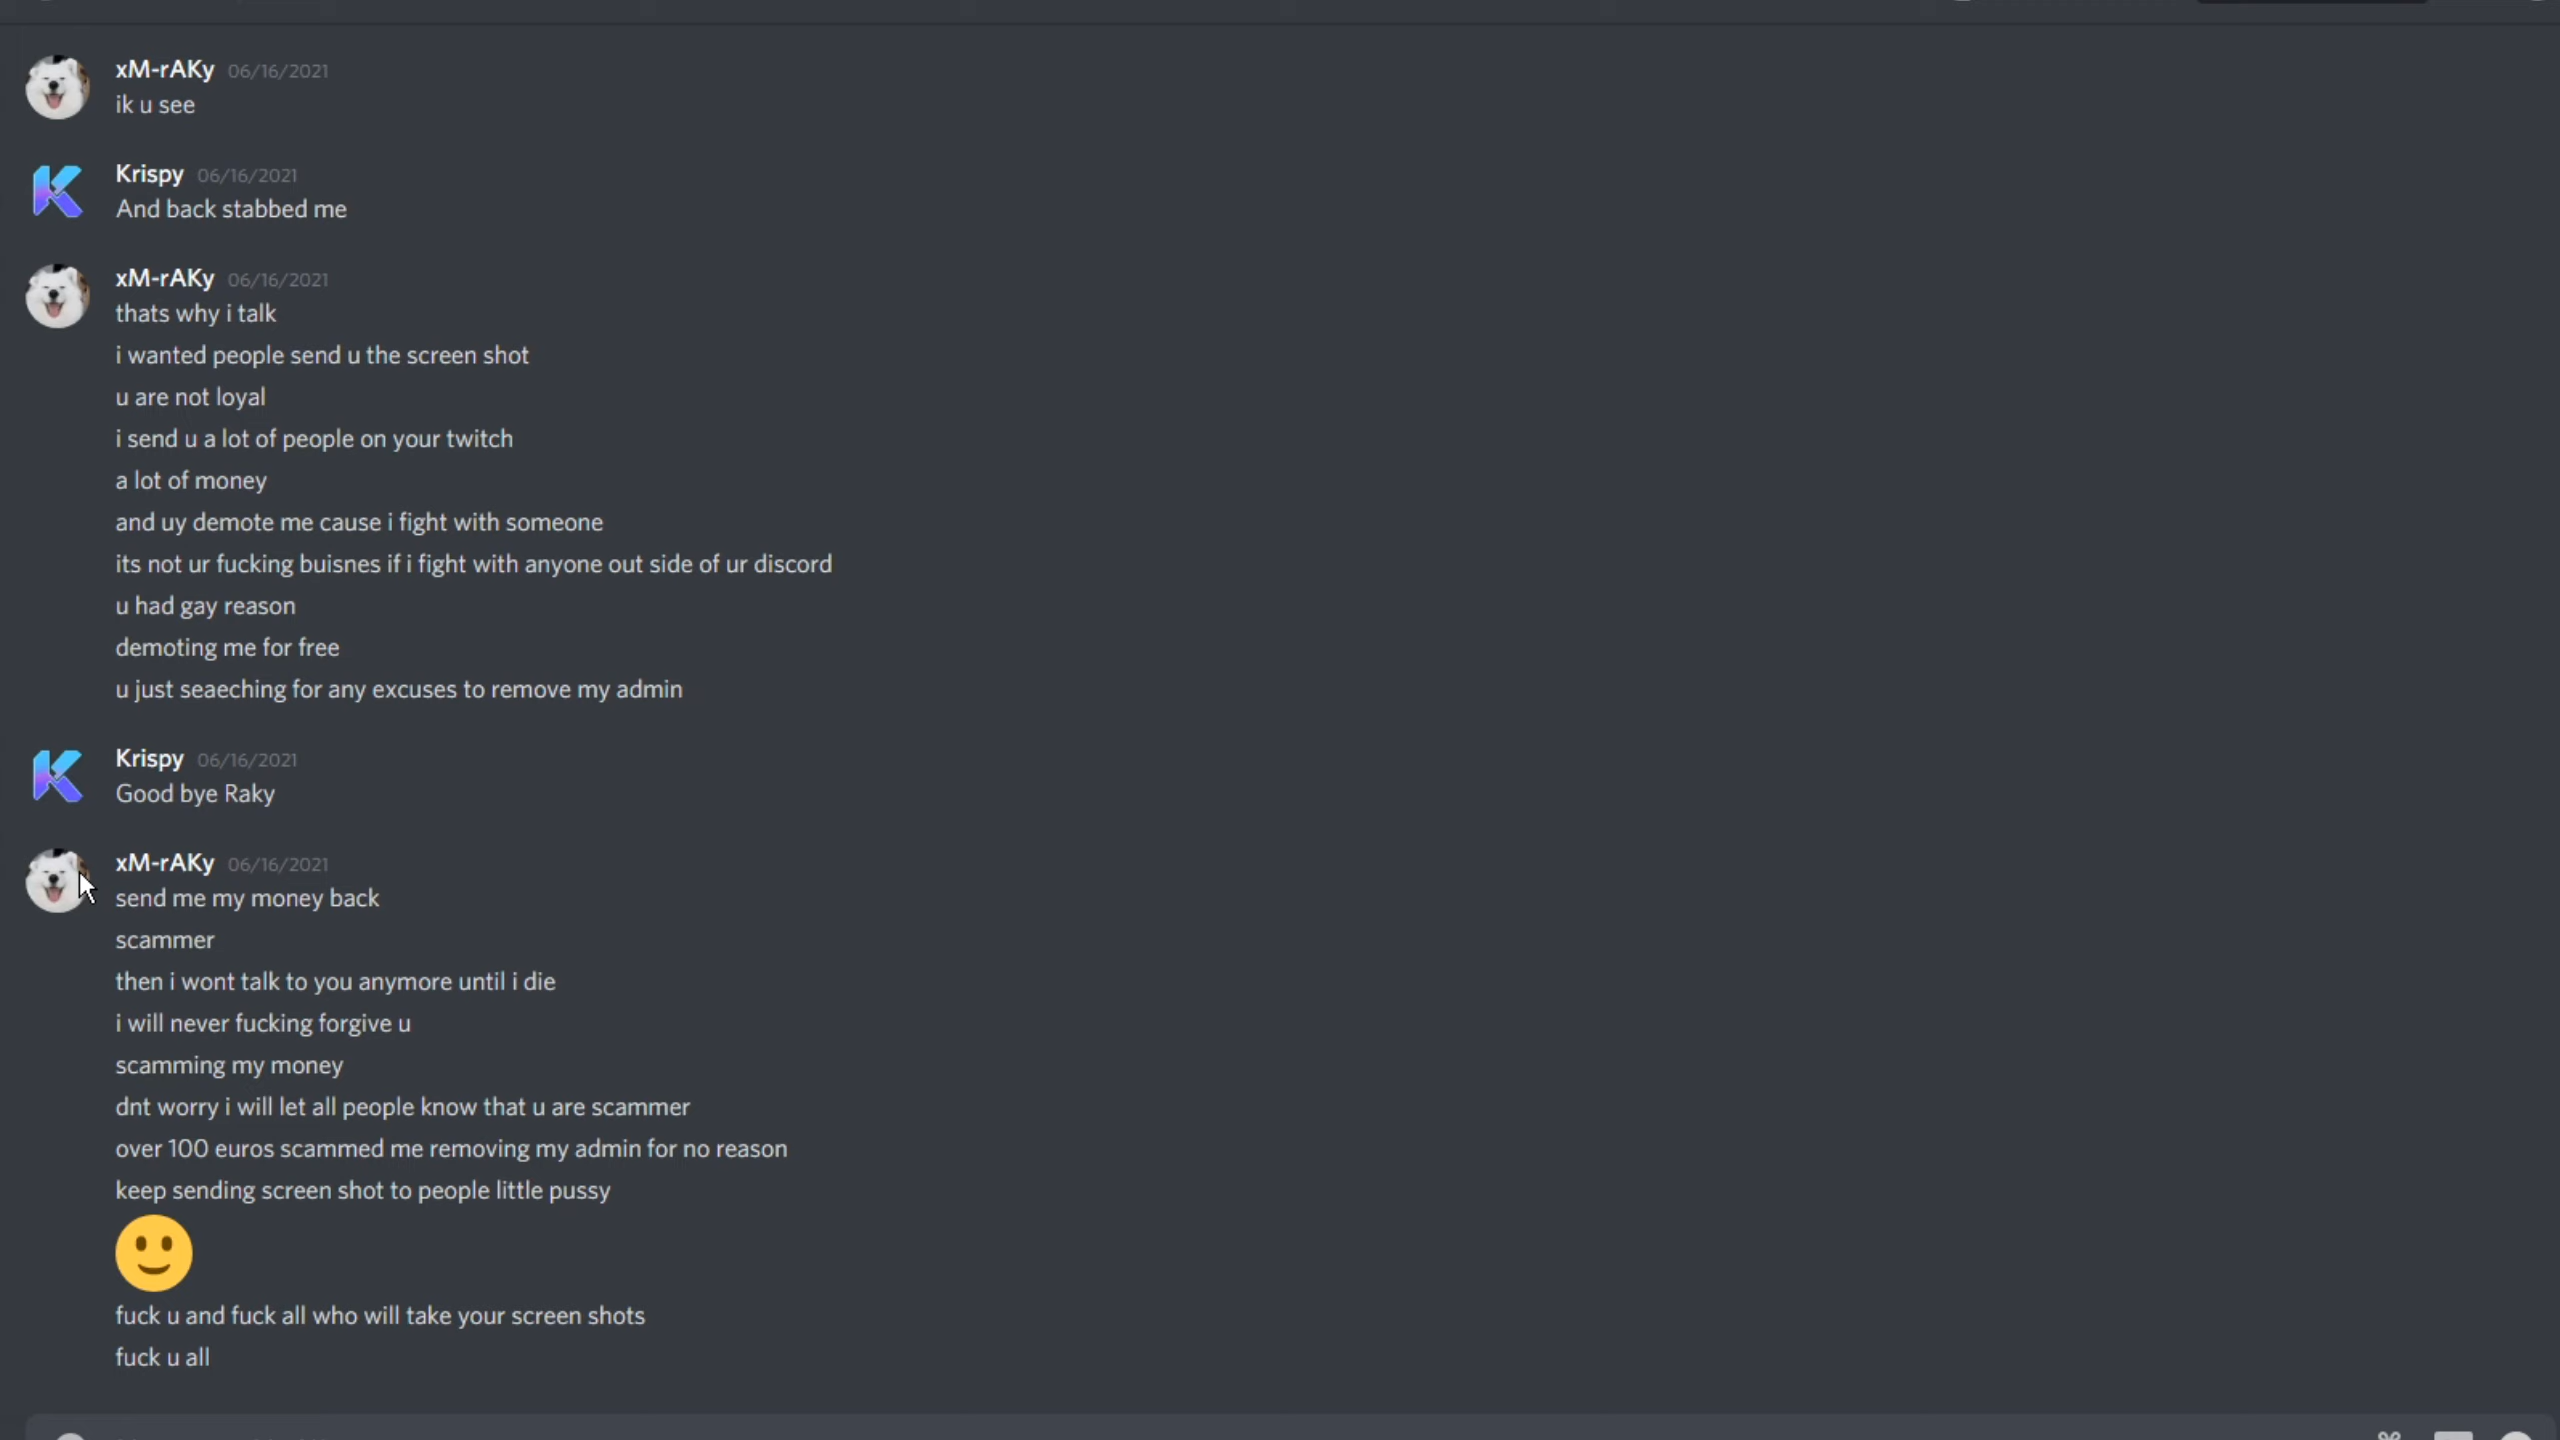 xM-rAKy 06/16/2021
ik u see
Krispy 06/16/2021
And back stabbed me
xM-rAKy 06/16/2021
thats why i talk
i wanted people send u the screen shot
u are not loyal
i send u a lot of people on your twitch
a lot of money
and uy demote me cause i fight with someone
its not ur fucking buisnes if i fight with anyone out side of ur discord
u had gay reason
demoting me for free
u just seaeching for any excuses to remove my admin
Krispy 06/16/2021
Good bye Raky
xM-rAKy 06/16/2021
send me my money back
scammer
then i wont talk to you anymore until i die
i will never fucking forgive u
scamming my money
dnt worry i will let all people know that u are scammer
over 100 euros scammed me removing my admin for no reason
keep sending screen shot to people little pussy
fuck u and fuck all who will take your screen shots
fuck u all